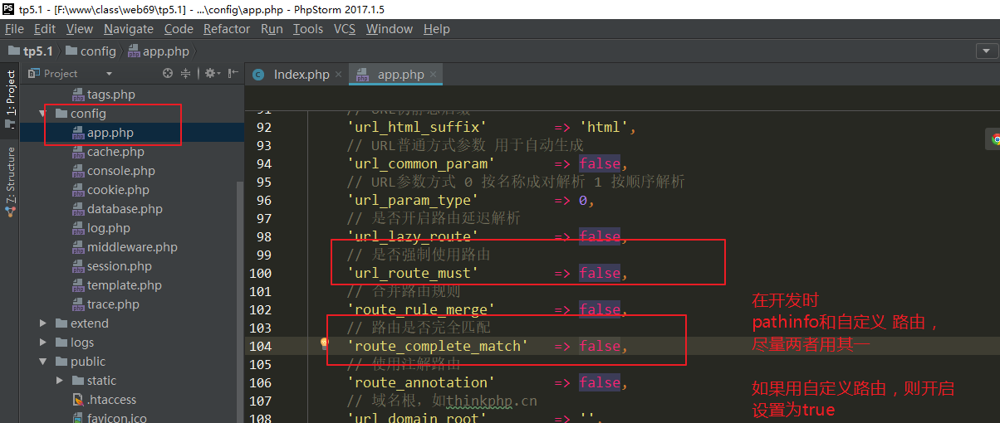 tp5.1 - [F:\www\class\web69\tp5.1] - ...\config\app.php - PhpStorm 2017.1.5
File Edit View Navigate Code Refactor Run Tools VCS Window Help
tp5.1 config app.php
1: Project
7: Structure
Project
tags.php
config
app.php
cache.php
console.php
cookie.php
database.php
log.php
middleware.php
session.php
template.php
trace.php
extend
logs
public
static
.htaccess
favicon.ico
Index.php app.php
91 // URL伪静态后缀
92 'url_html_suffix' => 'html',
93 // URL普通方式参数 用于自动生成
94 'url_common_param' => false,
95 // URL参数方式 0 按名称成对解析 1 按顺序解析
96 'url_param_type' => 0,
97 // 是否开启路由延迟解析
98 'url_lazy_route' => false,
99 // 是否强制使用路由
100 'url_route_must' => false,
101 // 合并路由规则
102 'route_rule_merge' => false,
103 // 路由是否完全匹配
104 'route_complete_match' => false,
105 // 使用注解路由
106 'route_annotation' => false,
107 // 域名根，如thinkphp.cn
108 'url_domain_root' => '',
在开发时
pathinfo和自定义 路由，
尽量两者用其一
如果用自定义路由，则开启
设置为true